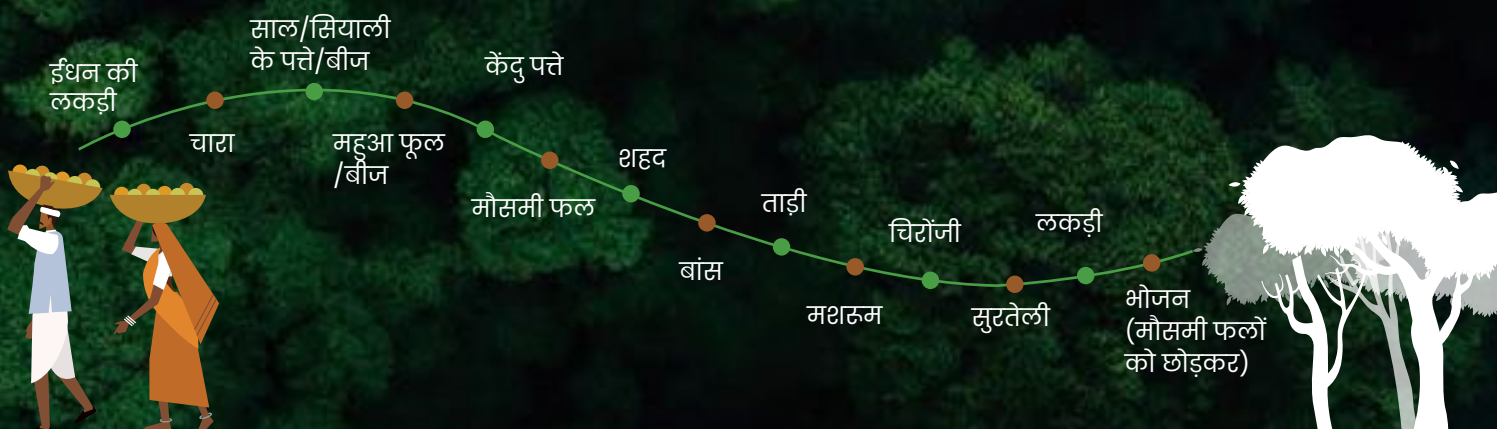 ईंधन की
लकड़ी
चारा
साल/सियाली
के पत्ते/बीज
महुआ फूल
/बीज
केंदु पत्ते
मौसमी फल
शहद
बांस
ताड़ी
मशरूम
चिरोंजी
सुरतेली
लकड़ी
भोजन
(मौसमी फलों
को छोड़कर)